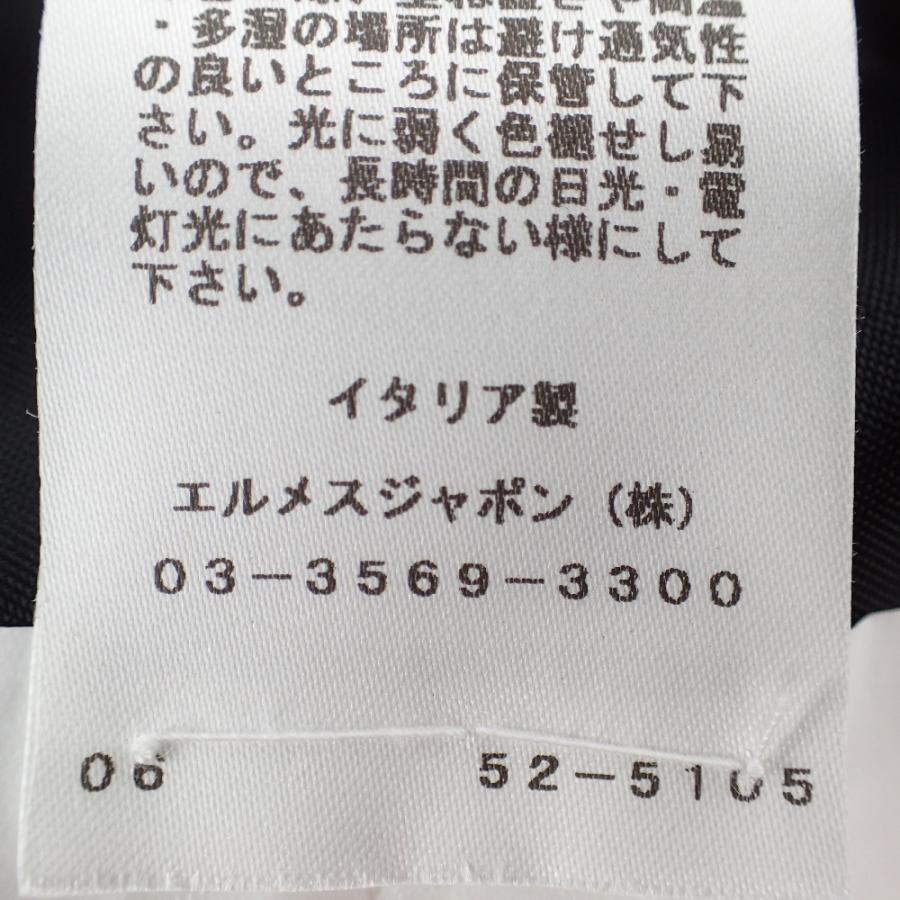 ・多湿の場所は避け通気性
の良いところに保管して下
さい。光に弱く色褪せし易
いので、長時間の日光・電
灯光にあたらない様にして
下さい。
イタリア製
エルメスジャポン（株）
03-3569-3300
06 52-5105